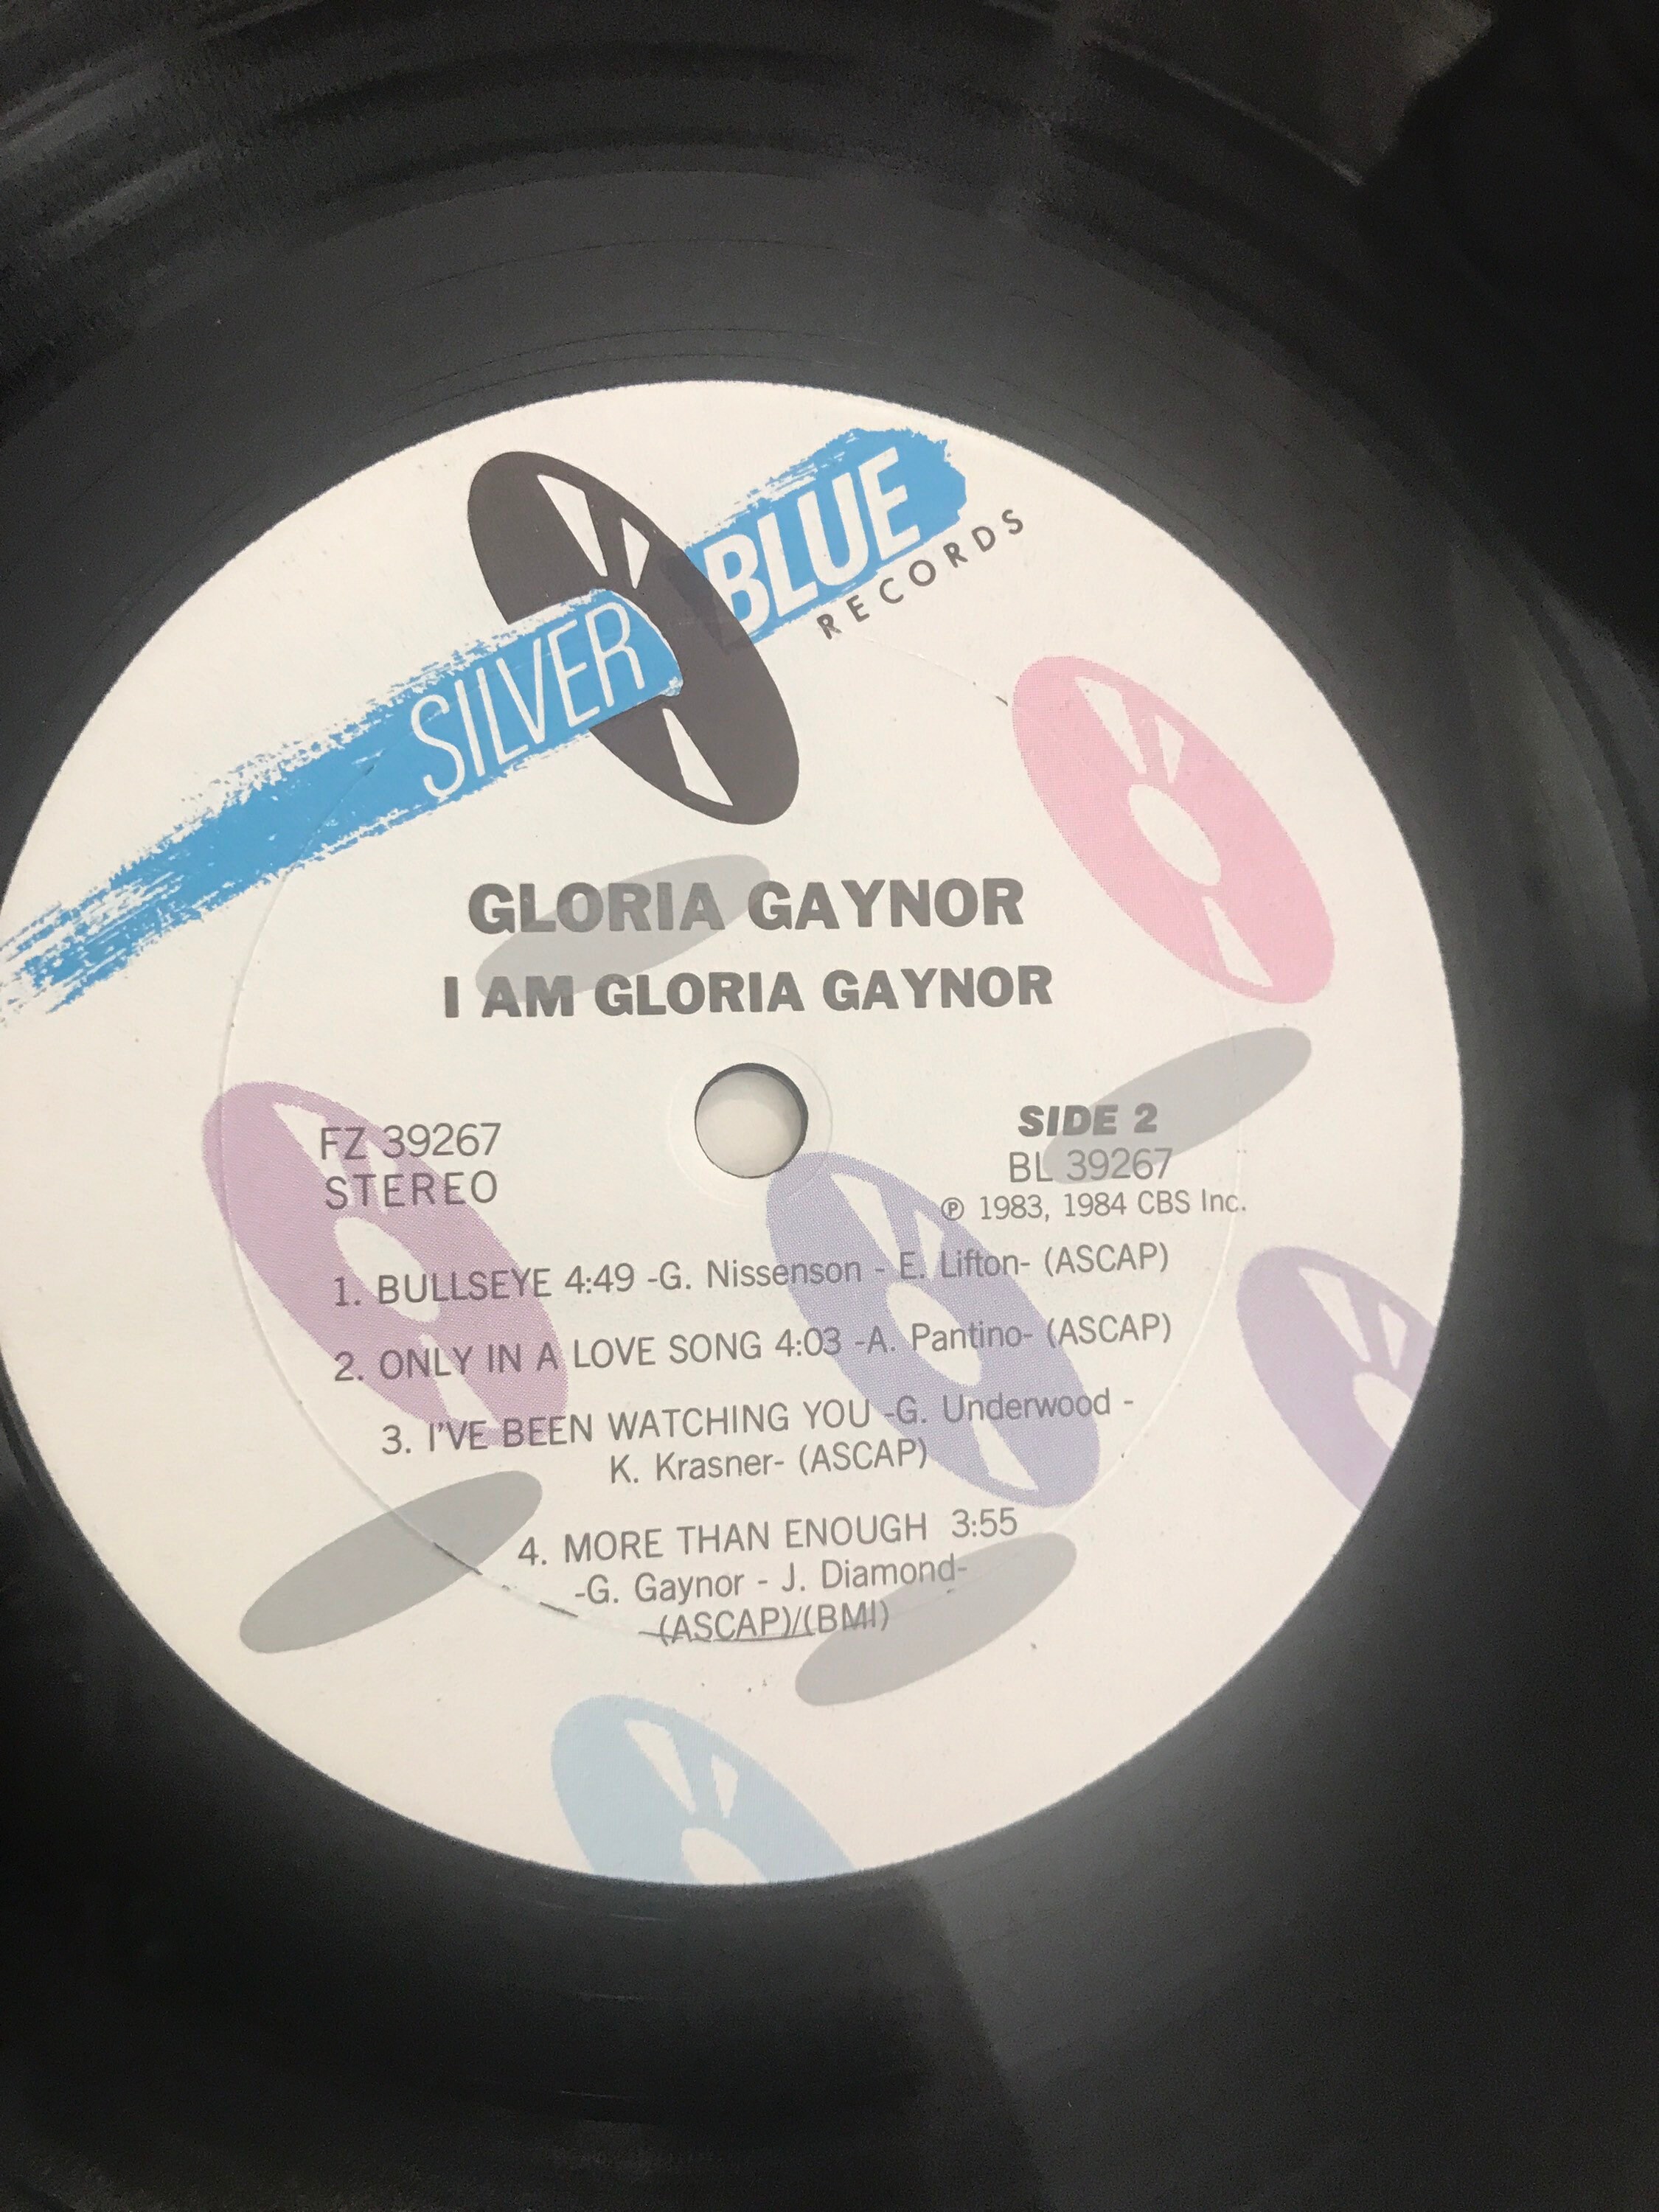 SILVER BLUE
RECORDS
GLORIA GAYNOR
I AM GLORIA GAYNOR
FZ 39267
STEREO
SIDE 2
BL 39267
℗ 1983, 1984 CBS Inc.
1. BULLSEYE 4:49 -G. Nissenson - E. Lifton- (ASCAP)
2. ONLY IN A LOVE SONG 4:03 -A. Pantino- (ASCAP)
3. I'VE BEEN WATCHING YOU -G. Underwood -
K. Krasner- (ASCAP)
4. MORE THAN ENOUGH 3:55
-G. Gaynor - J. Diamond-
(ASCAP)/(BMI)